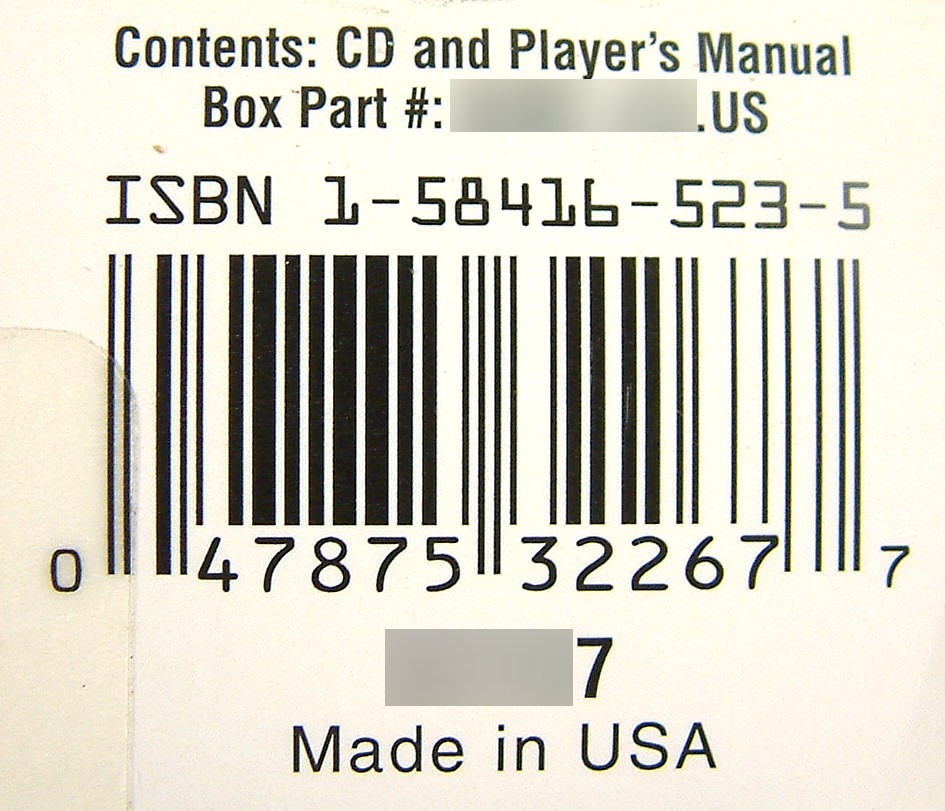 Contents: CD and Player's Manual
Box Part #: .US
ISBN 1-58416-523-5
0 47875 32267 7
7
Made in USA